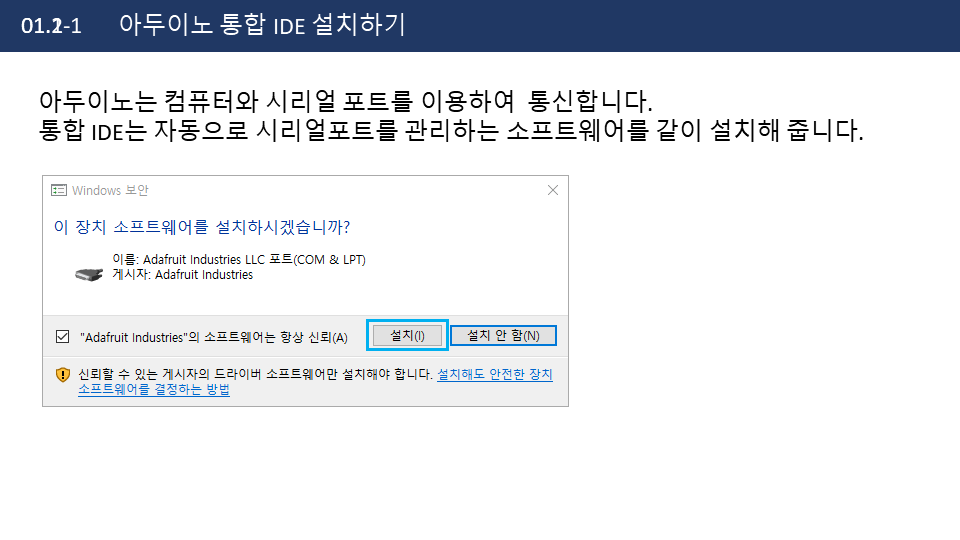 아두이노 통합 IDE 설치하기
아두이노는 컴퓨터와 시리얼 포트를 이용하여 통신합니다.
통합 IDE는 자동으로 시리얼포트를 관리하는 소프트웨어를 같이 설치해 줍니다.
Windows 보안
이 장치 소프트웨어를 설치하시겠습니까?
이름: Adafruit Industries LLC 포트(COM & LPT)
게시자: Adafruit Industries
"Adafruit Industries"의 소프트웨어는 항상 신뢰(A) 설치(I) 설치 안 함(N)
신뢰할 수 있는 게시자의 드라이버 소프트웨어만 설치해야 합니다. 설치해도 안전한 장치
소프트웨어를 결정하는 방법